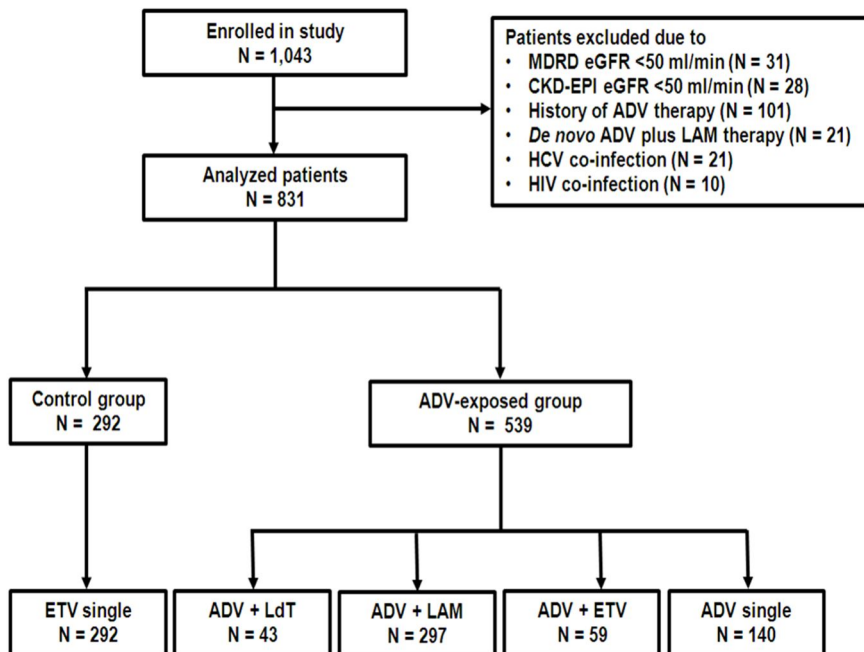 Enrolled in study
N = 1,043
Patients excluded due to
• MDRD eGFR <50 ml/min (N = 31)
• CKD-EPI eGFR <50 ml/min (N = 28)
• History of ADV therapy (N = 101)
• De novo ADV plus LAM therapy (N = 21)
• HCV co-infection (N = 21)
• HIV co-infection (N = 10)
Analyzed patients
N = 831
Control group
N = 292
ADV-exposed group
N = 539
ETV single
N = 292
ADV + LdT
N = 43
ADV + LAM
N = 297
ADV + ETV
N = 59
ADV single
N = 140